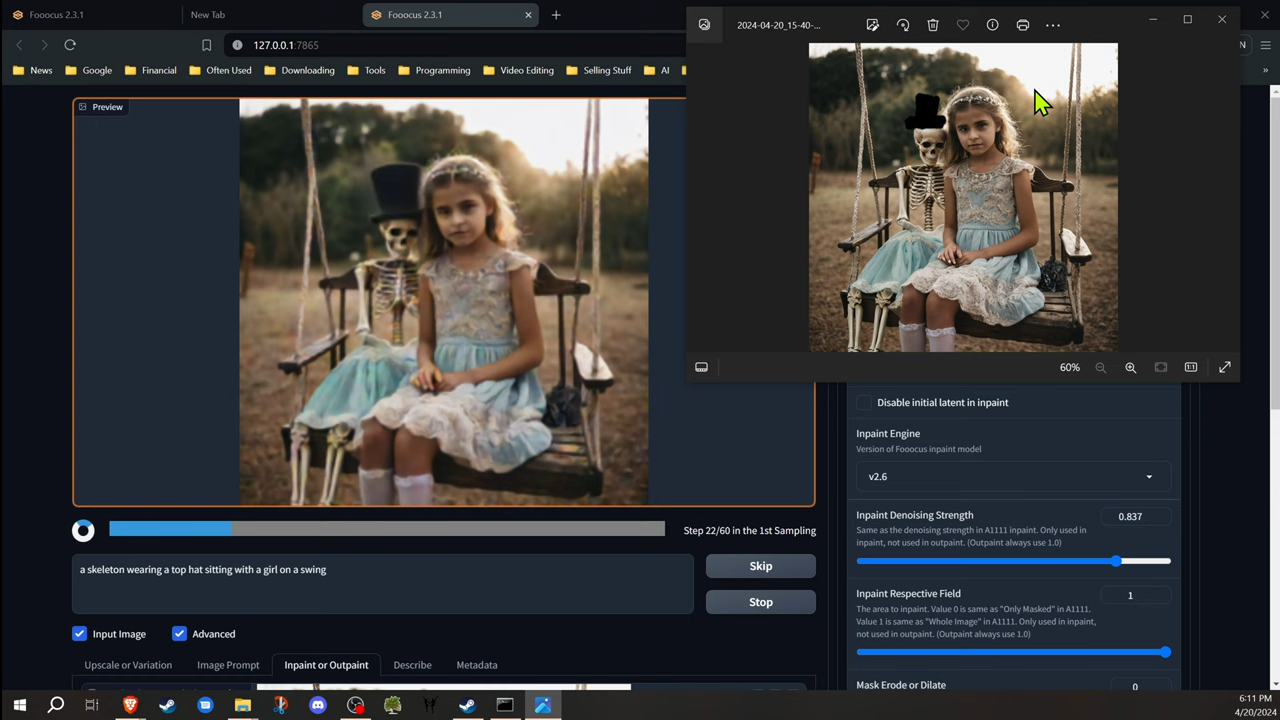 Fooocus 2.3.1
New Tab
Fooocus 2.3.1
2024-04-20_15-40-...
127.0.0.1:7865
N
News
Google
Financial
Often Used
Downloading
Tools
Programming
Video Editing
Selling Stuff
AI
Preview
60%
Disable initial latent in inpaint
Inpaint Engine
Version of Fooocus inpaint model
v2.6
Inpaint Denoising Strength
0.837
Same as the denoising strength in A1111 inpaint. Only used in
inpaint, not used in outpaint. (Outpaint always use 1.0)
Step 22/60 in the 1st Sampling
a skeleton wearing a top hat sitting with a girl on a swing
Skip
Stop
Inpaint Respective Field
1
The area to inpaint. Value 0 is same as "Only Masked" in A1111.
Value 1 is same as "Whole Image" in A1111. Only used in inpaint,
not used in outpaint. (Outpaint always use 1.0)
Input Image
Advanced
Upscale or Variation
Image Prompt
Inpaint or Outpaint
Describe
Metadata
Mask Erode or Dilate
0
6:11 PM
4/20/2024